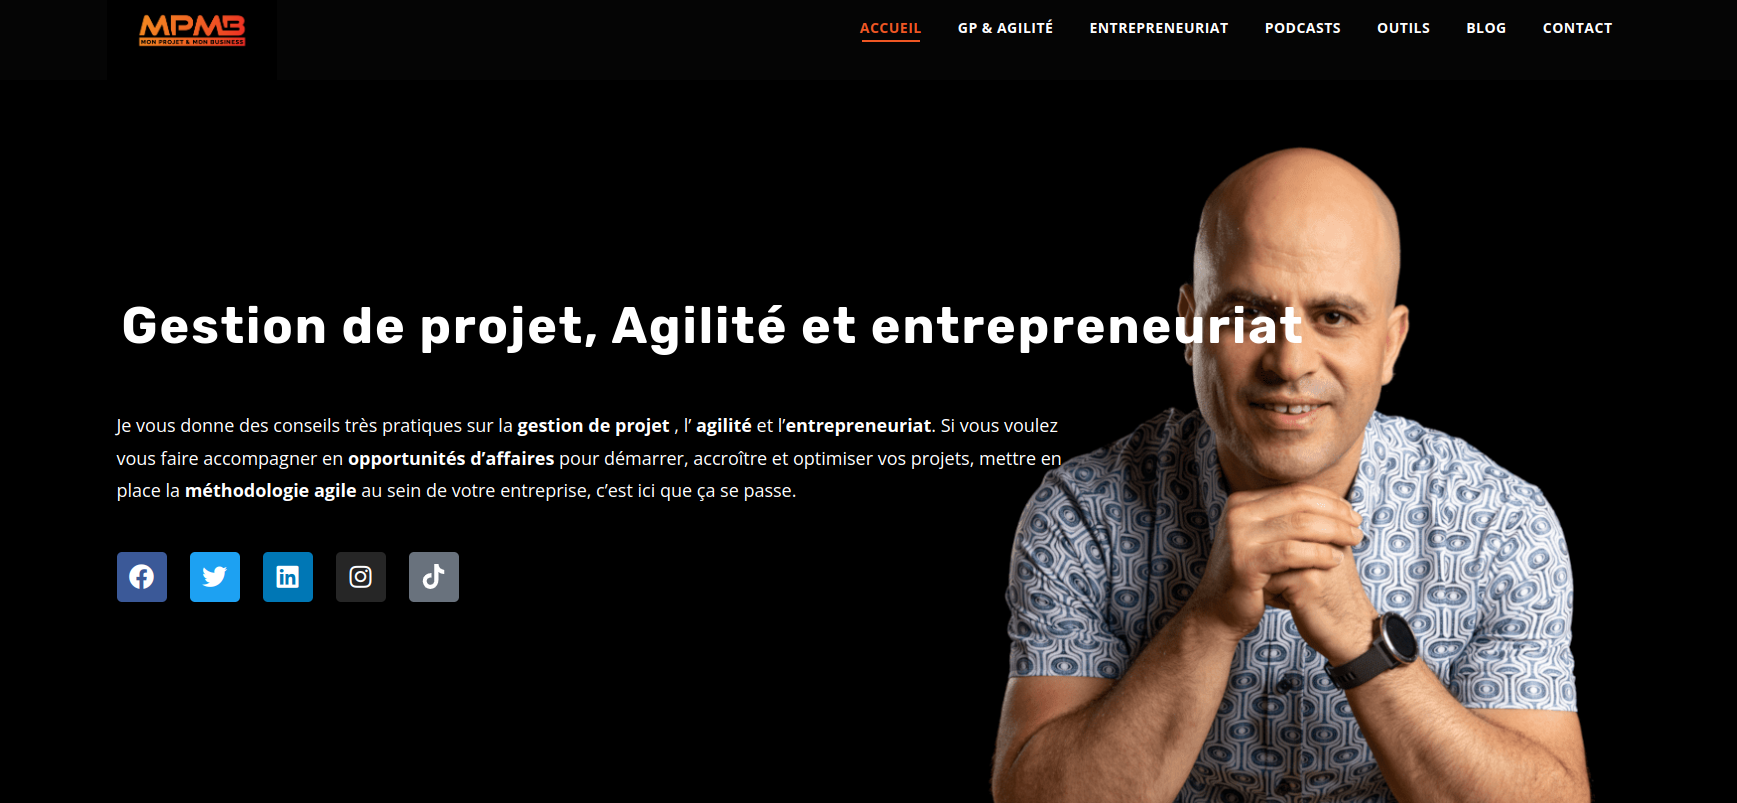 MPMB
MON PROJET & MON BUSINESS
ACCUEIL GP & AGILITÉ ENTREPRENEURIAT PODCASTS OUTILS BLOG CONTACT
Gestion de projet, Agilité et entrepreneuriat
Je vous donne des conseils très pratiques sur la gestion de projet , l’ agilité et l’entrepreneuriat. Si vous voulez
vous faire accompagner en opportunités d’affaires pour démarrer, accroître et optimiser vos projets, mettre en
place la méthodologie agile au sein de votre entreprise, c’est ici que ça se passe.